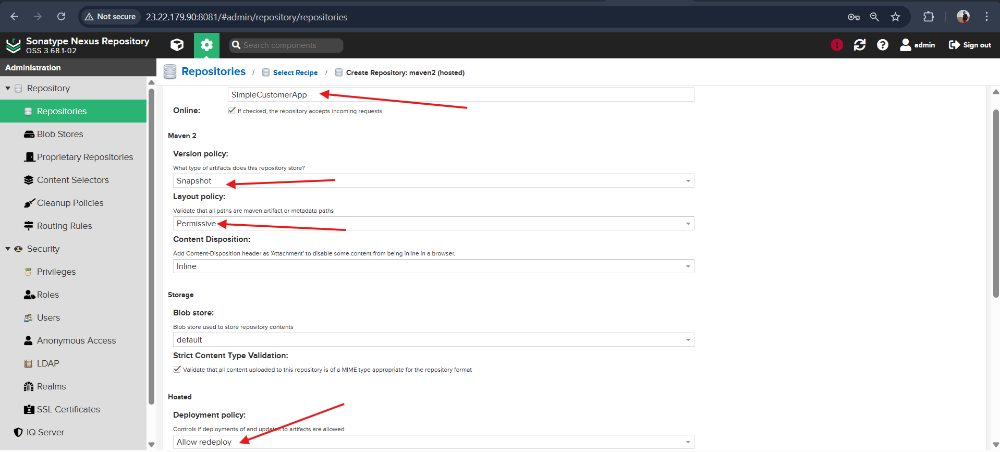 Not secure
23.22.179.90:8081/#admin/repository/repositories
Sonatype Nexus Repository
OSS 3.68.1-02
Search components
admin
Sign out
Administration
Repositories / Select Recipe / Create Repository: maven2 (hosted)
Repository
Repositories
Blob Stores
Proprietary Repositories
Content Selectors
Cleanup Policies
Routing Rules
Security
Privileges
Roles
Users
Anonymous Access
LDAP
Realms
SSL Certificates
IQ Server
SimpleCustomerApp
Online:
If checked, the repository accepts incoming requests
Maven 2
Version policy:
What type of artifacts does this repository store?
Snapshot
Layout policy:
Validate that all paths are maven artifact or metadata paths
Permissive
Content Disposition:
Add Content-Disposition header as 'Attachment' to disable some content from being inline in a browser.
Inline
Storage
Blob store:
Blob store used to store repository contents
default
Strict Content Type Validation:
Validate that all content uploaded to this repository is of a MIME type appropriate for the repository format
Hosted
Deployment policy:
Controls if deployments of and updates to artifacts are allowed
Allow redeploy